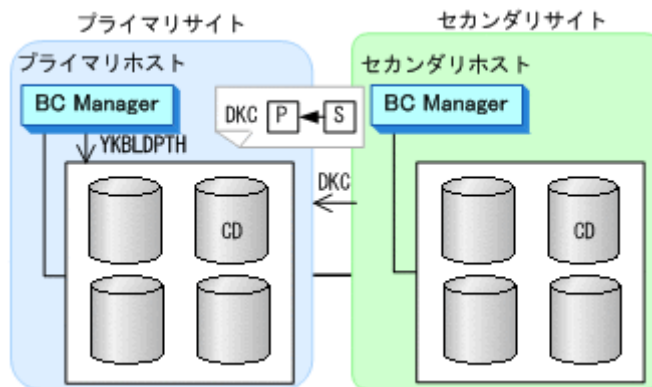 プライマリサイト
セカンダリサイト
プライマリホスト
セカンダリホスト
BC Manager
DKC P S
BC Manager
YKBLDPTH
DKC
CD
CD